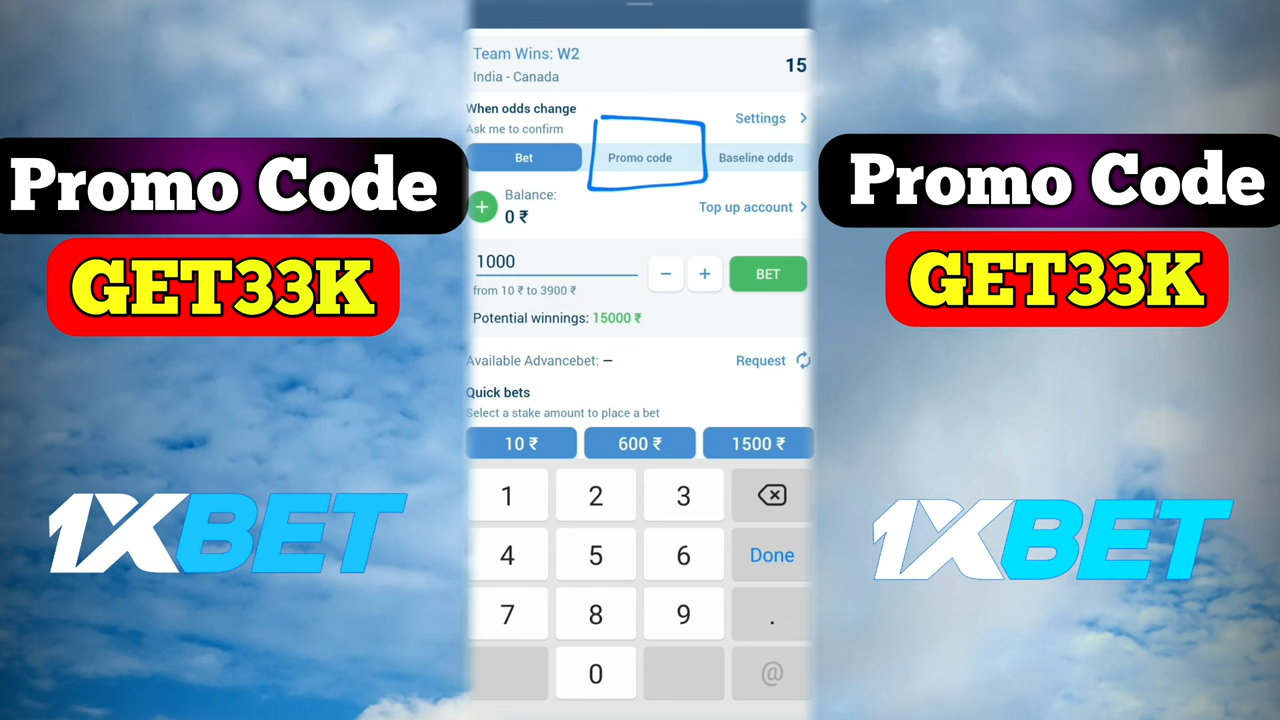 Promo Code
GET33K
1XBET
Team Wins: W2
India - Canada
15
When odds change
Ask me to confirm
Settings >
Bet
Promo code
Baseline odds
+
Balance:
0 ₹
Top up account >
1000
from 10 ₹ to 3900 ₹
− + BET
Potential winnings: 15000 ₹
Available Advancebet: –
Request
Quick bets
Select a stake amount to place a bet
10 ₹ 600 ₹ 1500 ₹
1 2 3
4 5 6 Done
7 8 9 .
0 @
Promo Code
GET33K
1XBET